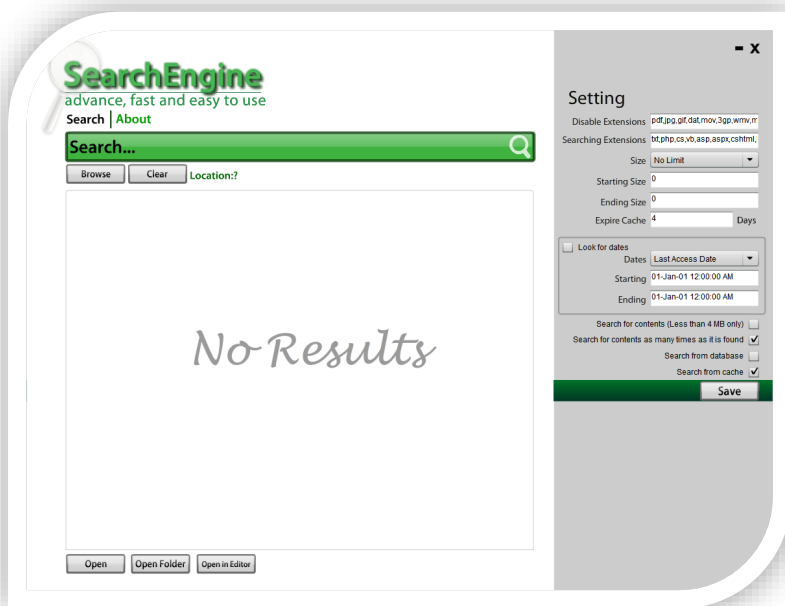 SearchEngine
advance, fast and easy to use
Search | About
Search...
Browse Clear Location:?
No Results
Open Open Folder Open in Editor
- X
Setting
Disable Extensions pdf,jpg,gif,dat,mov,3gp,wmv,m
Searching Extensions txt,php,cs,vb,asp,aspx,cshtml,
Size No Limit
Starting Size 0
Ending Size 0
Expire Cache 4 Days
Look for dates
Dates Last Access Date
Starting 01-Jan-01 12:00:00 AM
Ending 01-Jan-01 12:00:00 AM
Search for contents (Less than 4 MB only)
Search for contents as many times as it is found
Search from database
Search from cache
Save